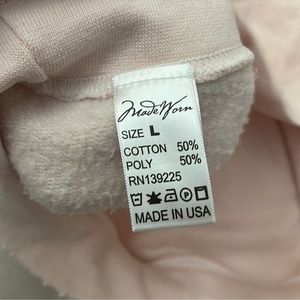 MadeWorn
SIZE L
COTTON 50%
POLY 50%
RN139225
MADE IN USA